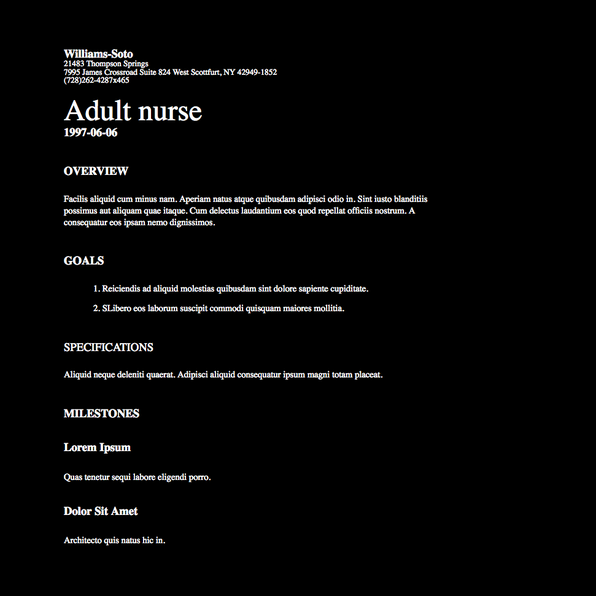 Williams-Soto
21483 Thompson Springs
7995 James Crossroad Suite 824 West Scottfurt, NY 42949-1852
(728)262-4287x465
Adult nurse
1997-06-06
OVERVIEW
Facilis aliquid cum minus nam. Aperiam natus atque quibusdam adipisci odio in. Sint iusto blanditiis
possimus aut aliquam quae itaque. Cum delectus laudantium eos quod repellat officiis nostrum. A
consequatur eos ipsam nemo dignissimos.
GOALS
1. Reiciendis ad aliquid molestias quibusdam sint dolore sapiente cupiditate.
2. SLibero eos laborum suscipit commodi quisquam maiores mollitia.
SPECIFICATIONS
Aliquid neque deleniti quaerat. Adipisci aliquid consequatur ipsum magni totam placeat.
MILESTONES
Lorem Ipsum
Quas tenetur sequi labore eligendi porro.
Dolor Sit Amet
Architecto quis natus hic in.